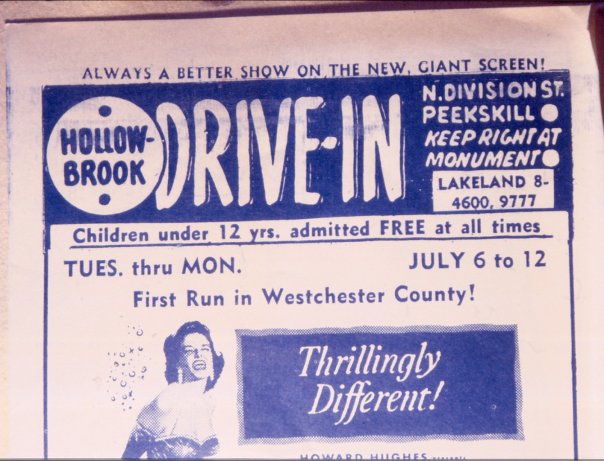 ALWAYS A BETTER SHOW ON THE NEW, GIANT SCREEN!
HOLLOW-
BROOK
DRIVE-IN
N. DIVISION ST.
PEEKSKILL
KEEP RIGHT AT
MONUMENT
LAKELAND 8-
4600, 9777
Children under 12 yrs. admitted FREE at all times
TUES. thru MON. JULY 6 to 12
First Run in Westchester County!
Thrillingly
Different!
HOWARD HUGHES